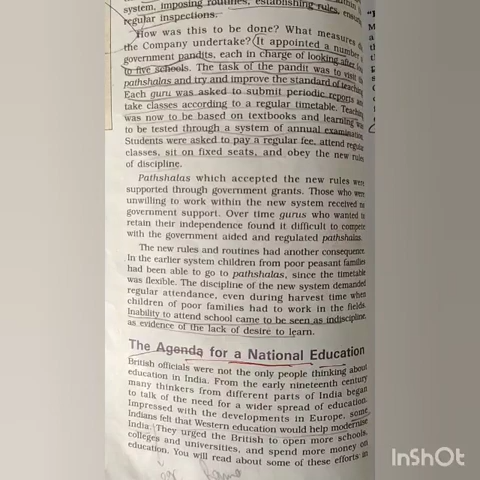 system, imposing routines, establishing rules,
regular inspections.
How was this to be done? What measures
the Company undertake? It appointed a number
government pandits, each in charge of looking after
to five schools. The task of the pandit was to visit
pathshalas and try and improve the standard of teaching
Each guru was asked to submit periodic reports and
take classes according to a regular timetable. Teaching
was now to be based on textbooks and learning was
to be tested through a system of annual examination
Students were asked to pay a regular fee, attend regular
classes, sit on fixed seats, and obey the new rules
of discipline.
Pathshalas which accepted the new rules were
supported through government grants. Those who were
unwilling to work within the new system received no
government support. Over time gurus who wanted to
retain their independence found it difficult to compete
with the government aided and regulated pathshalas.
The new rules and routines had another consequence.
In the earlier system children from poor peasant families
had been able to go to pathshalas, since the timetable
was flexible. The discipline of the new system demanded
regular attendance, even during harvest time when
children of poor families had to work in the fields.
Inability to attend school came to be seen as indiscipline,
as evidence of the lack of desire to learn.
The Agenda for a National Education
British officials were not the only people thinking about
education in India. From the early nineteenth century
many thinkers from different parts of India began
to talk of the need for a wider spread of education.
Impressed with the developments in Europe, some
Indians felt that Western education would help modernise
India. They urged the British to open more schools,
colleges and universities, and spend more money on
education. You will read about some of these efforts in
InShOt